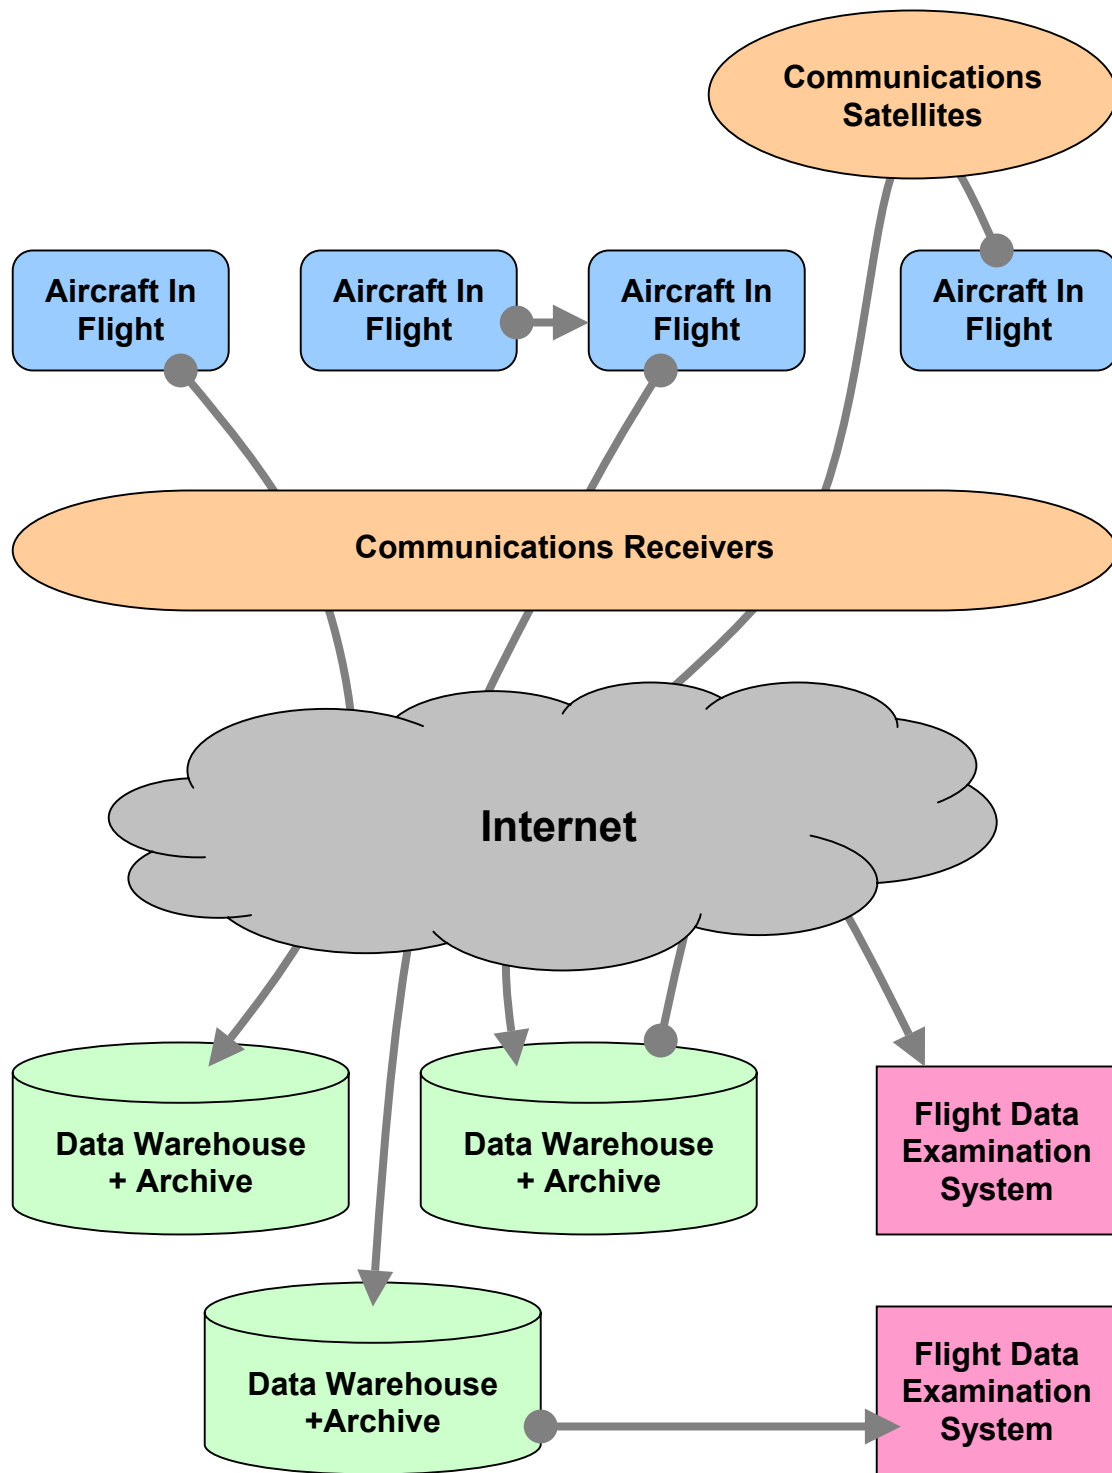 Communications
Satellites
Aircraft In
Flight
Aircraft In
Flight
Aircraft In
Flight
Aircraft In
Flight
Communications Receivers
Internet
Data Warehouse
+ Archive
Data Warehouse
+ Archive
Flight Data
Examination
System
Data Warehouse
+Archive
Flight Data
Examination
System